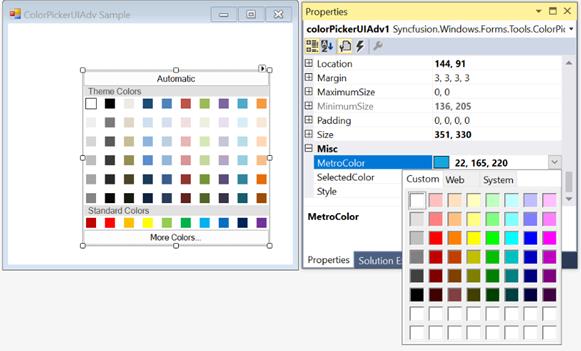 ColorPickerUIAdv Sample
Automatic
Theme Colors
Standard Colors
More Colors...
Properties
colorPickerUIAdv1 Syncfusion.Windows.Forms.Tools.ColorPic
Location 144, 91
Margin 3, 3, 3, 3
MaximumSize 0, 0
MinimumSize 136, 205
Padding 0, 0, 0, 0
Size 351, 330
Misc
MetroColor 22, 165, 220
SelectedColor
Style
Custom Web System
MetroColor
Properties Solution Ex